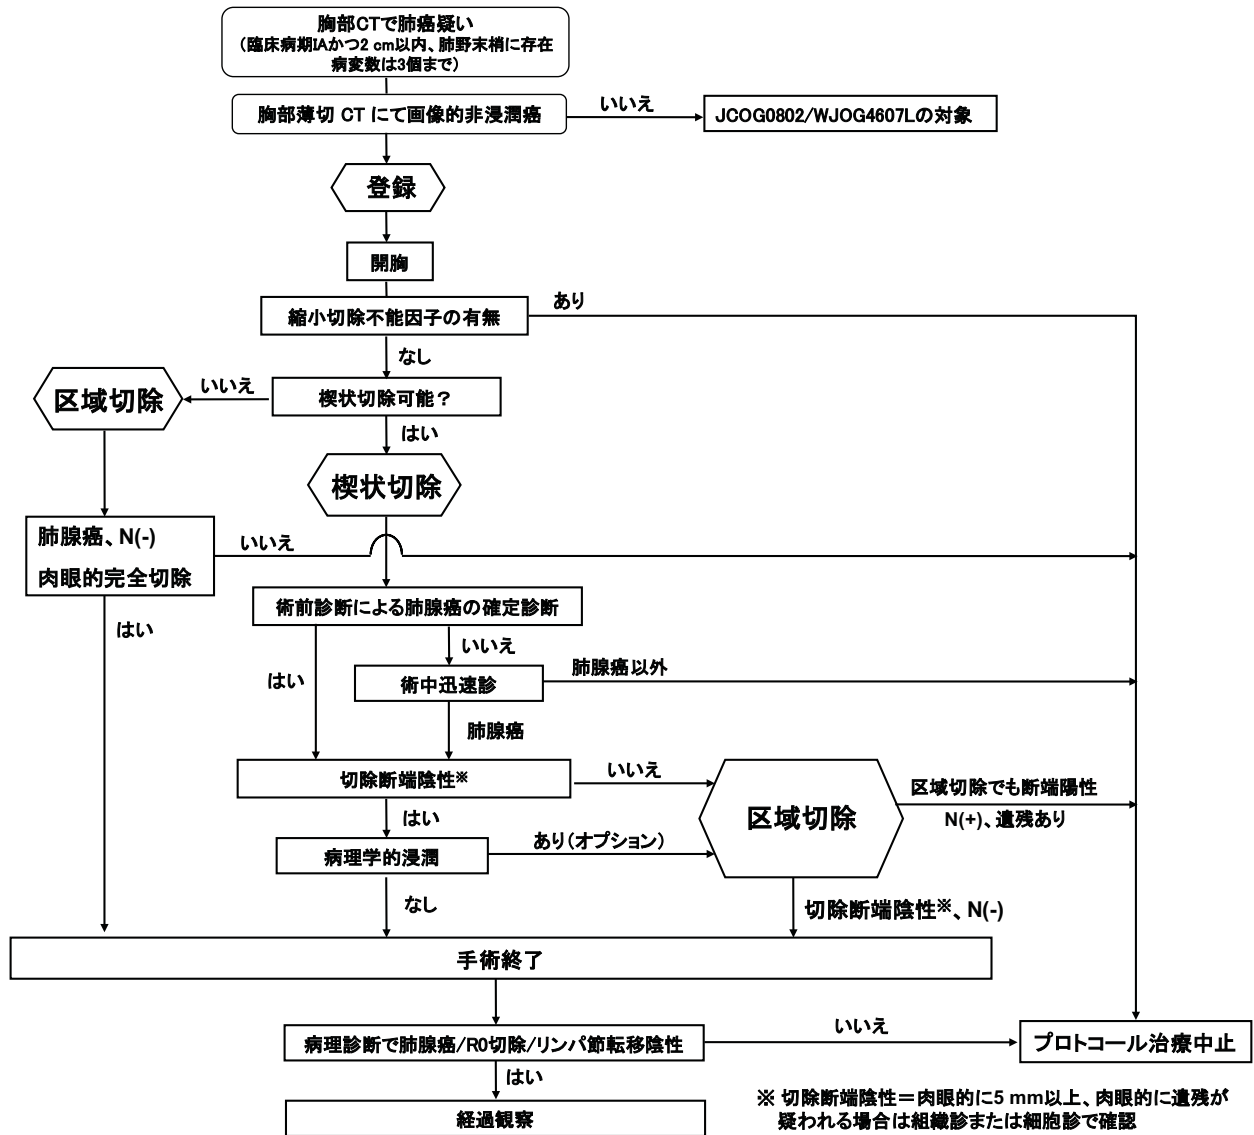 胸部CTで肺癌疑い
（臨床病期IAかつ2 cm以内、肺野末梢に存在
病変数は3個まで）
胸部薄切 CT にて画像的非浸潤癌
いいえ
JCOG0802/WJOG4607Lの対象
登録
開胸
縮小切除不能因子の有無
あり
なし
区域切除
いいえ
楔状切除可能？
はい
楔状切除
肺腺癌、N(-)
肉眼的完全切除
いいえ
はい
術前診断による肺腺癌の確定診断
いいえ
はい
術中迅速診
肺腺癌以外
肺腺癌
切除断端陰性※
いいえ
区域切除
区域切除でも断端陽性
N(+)、遺残あり
はい
病理学的浸潤
あり（オプション）
なし
切除断端陰性※、N(-)
手術終了
病理診断で肺腺癌/R0切除/リンパ節転移陰性
いいえ
プロトコール治療中止
はい
経過観察
※ 切除断端陰性＝肉眼的に5 mm以上、肉眼的に遺残が
疑われる場合は組織診または細胞診で確認